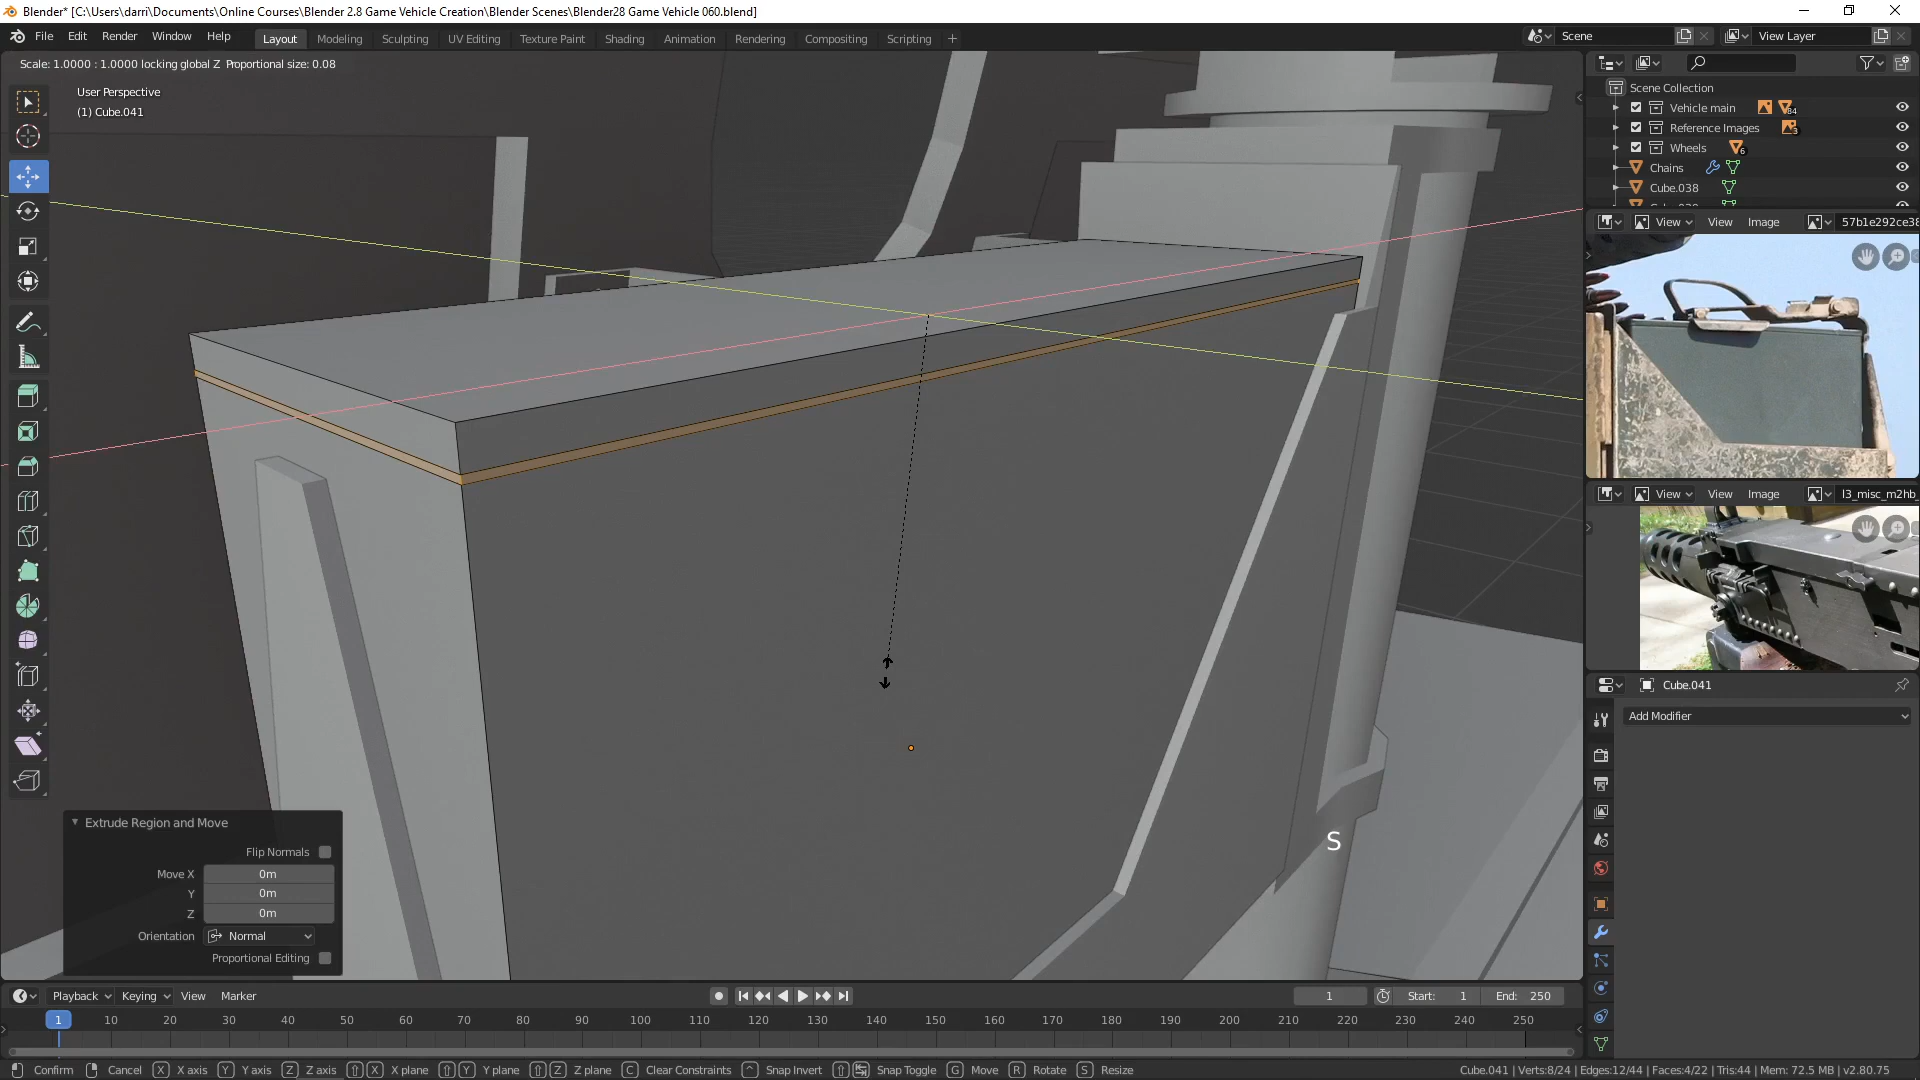 Blender* [C:\Users\darri\Documents\Online Courses\Blender 2.8 Game Vehicle Creation\Blender Scenes\Blender28 Game Vehicle 060.blend]
File Edit Render Window Help Layout Modeling Sculpting UV Editing Texture Paint Shading Animation Rendering Compositing Scripting + Scene View Layer
Scale: 1.0000 : 1.0000 locking global Z Proportional size: 0.08
User Perspective
(1) Cube.041
Scene Collection
Vehicle main 84
Reference Images 3
Wheels 6
Chains
Cube.038
View View Image 57b1e292ce38
View View Image l3_misc_m2hb_
Cube.041
Add Modifier
S
Extrude Region and Move
Flip Normals
Move X 0m
Y 0m
Z 0m
Orientation Normal
Proportional Editing
Playback Keying View Marker 1 Start: 1 End: 250
1 10 20 30 40 50 60 70 80 90 100 110 120 130 140 150 160 170 180 190 200 210 220 230 240 250
Confirm Cancel X X axis Y Y axis Z Z axis X X plane Y Y plane Z Z plane C Clear Constraints ^ Snap Invert Snap Toggle G Move R Rotate S Resize Cube.041 | Verts:8/24 | Edges:12/44 | Faces:4/22 | Tris:44 | Mem: 72.5 MB | v2.80.75